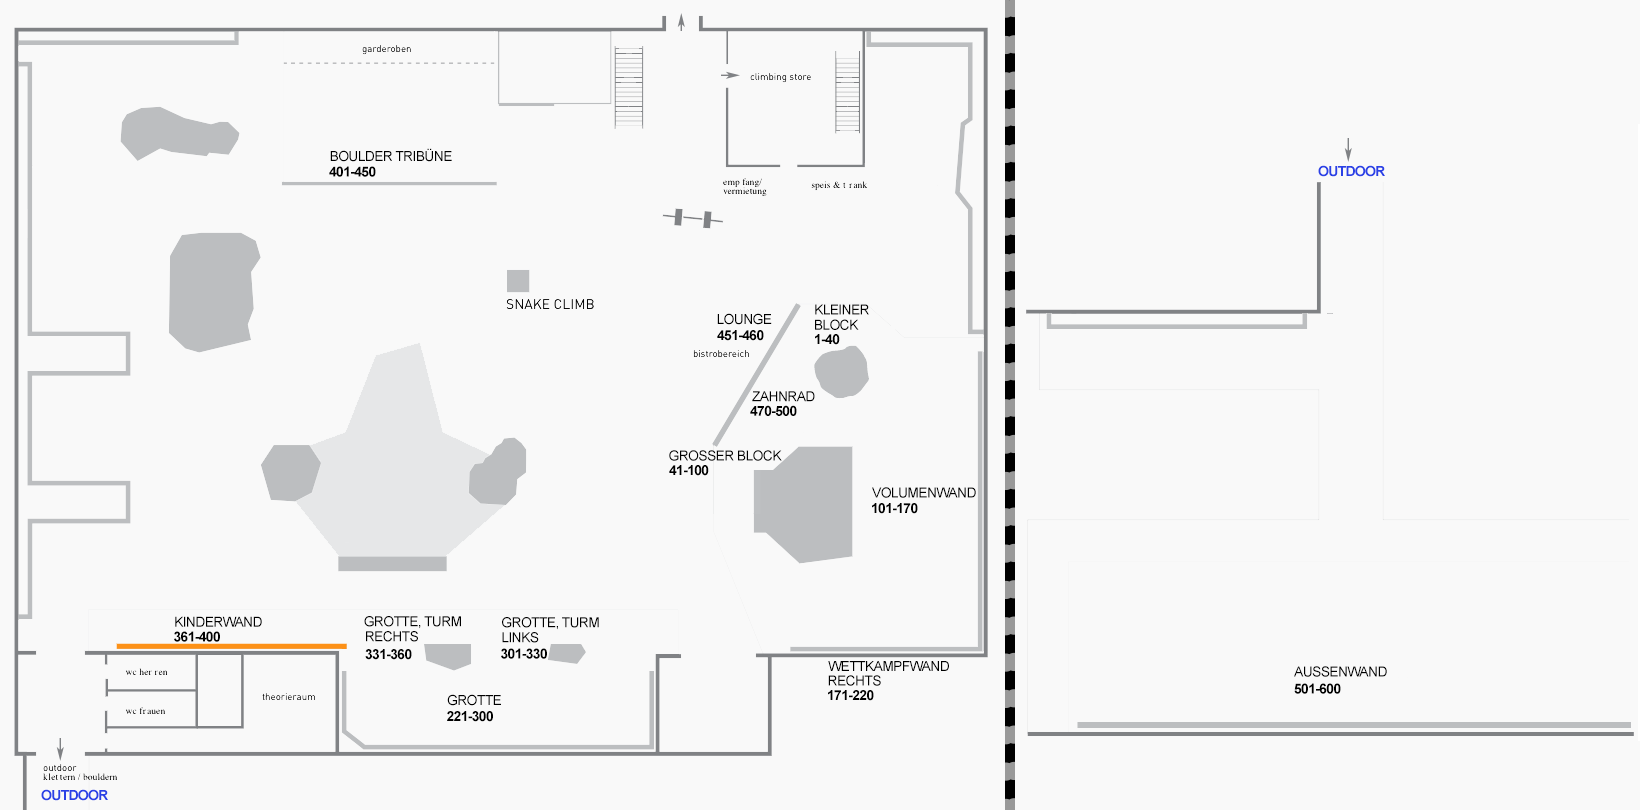 garderoben
climbing store
BOULDER TRIBÜNE
401-450
emp fang/
vermietung
speis & t r ank
OUTDOOR
SNAKE CLIMB
LOUNGE
451-460
bistrobereich
KLEINER
BLOCK
1-40
ZAHNRAD
470-500
GROSSER BLOCK
41-100
VOLUMENWAND
101-170
KINDERWAND
361-400
GROTTE, TURM
RECHTS
331-360
GROTTE, TURM
LINKS
301-330
wc her ren
wc frauen
theorieraum
GROTTE
221-300
WETTKAMPFWAND
RECHTS
171-220
AUSSENWAND
501-600
outdoor
klettern / bouldern
OUTDOOR